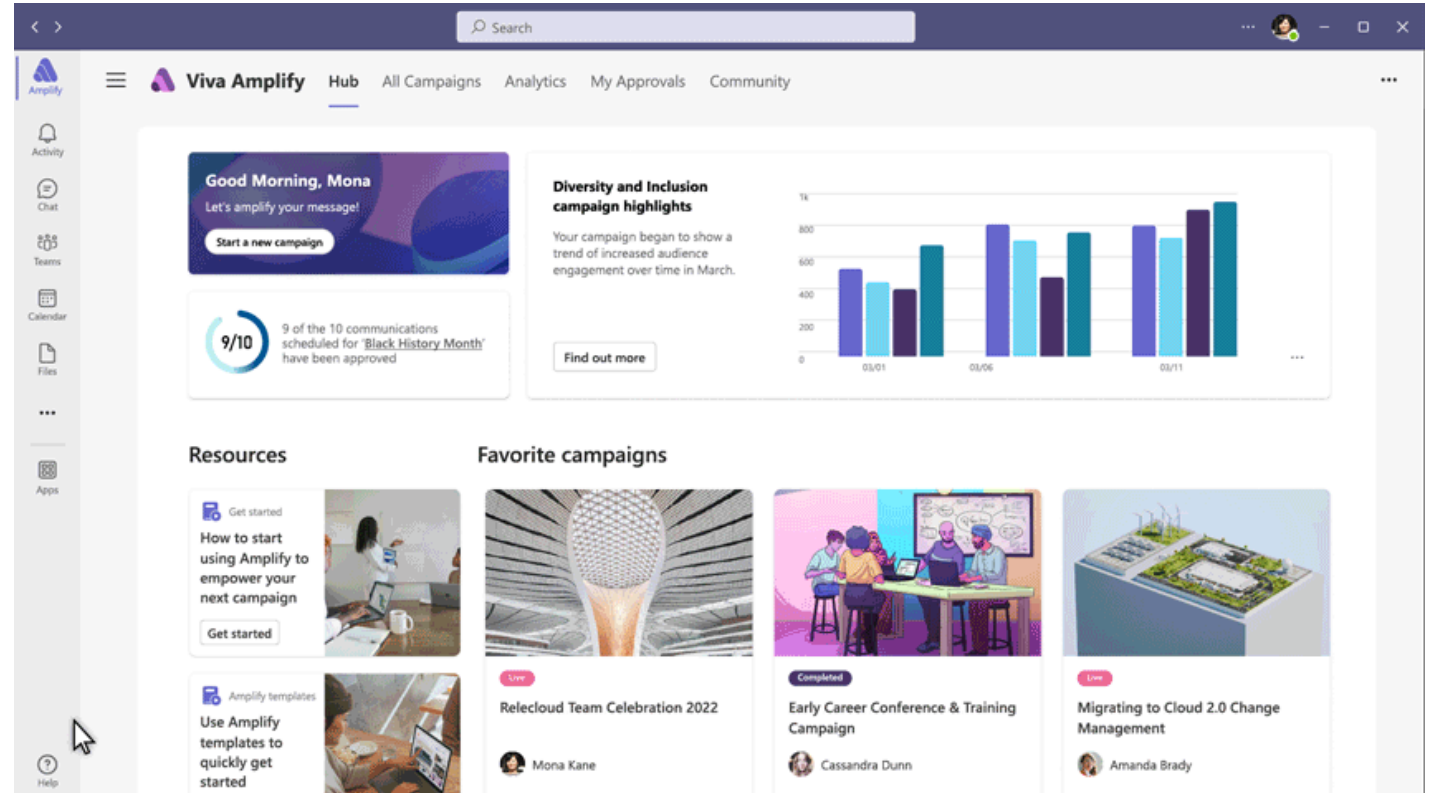 Search
Amplify
Activity
Chat
Teams
Calendar
Files
Apps
Help
Viva Amplify
Hub
All Campaigns
Analytics
My Approvals
Community
Good Morning, Mona
Let's amplify your message!
Start a new campaign
9/10
9 of the 10 communications
scheduled for 'Black History Month'
have been approved
Diversity and Inclusion
campaign highlights
Your campaign began to show a
trend of increased audience
engagement over time in March.
Find out more
1k
800
600
400
200
0
03/01
03/06
03/11
Resources
Get started
How to start
using Amplify to
empower your
next campaign
Get started
Amplify templates
Use Amplify
templates to
quickly get
started
Favorite campaigns
Live
Relecloud Team Celebration 2022
Mona Kane
Completed
Early Career Conference & Training
Campaign
Cassandra Dunn
Live
Migrating to Cloud 2.0 Change
Management
Amanda Brady